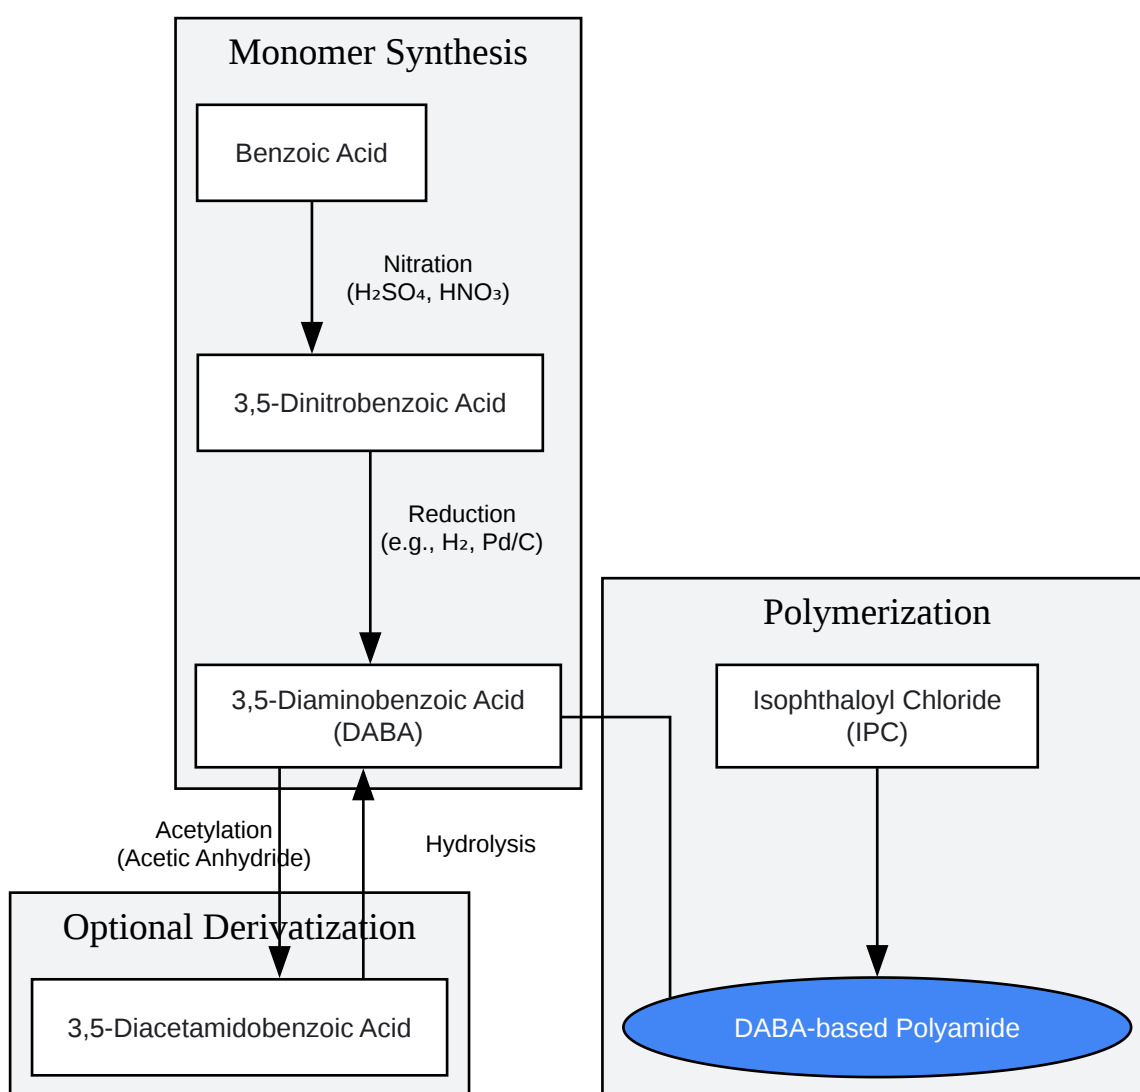 Monomer Synthesis
Benzoic Acid
Nitration
(H₂SO₄, HNO₃)
3,5-Dinitrobenzoic Acid
Reduction
(e.g., H₂, Pd/C)
3,5-Diaminobenzoic Acid
(DABA)
Polymerization
Isophthaloyl Chloride
(IPC)
Acetylation
(Acetic Anhydride)
Hydrolysis
Optional Derivatization
3,5-Diacetamidobenzoic Acid
DABA-based Polyamide